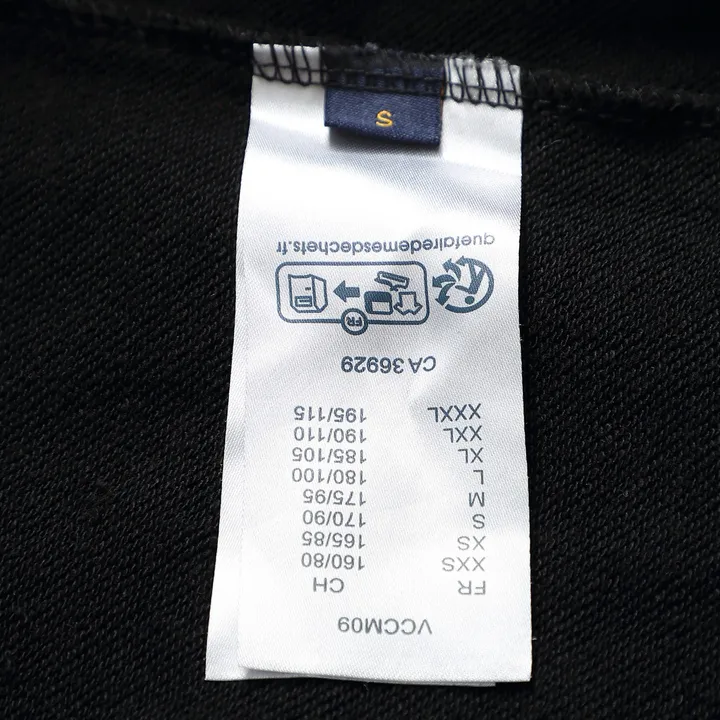 VCCM09
FR CH
XXS 160/80
XS 165/85
S 170/90
M 175/95
L 180/100
XL 185/105
XXL 190/110
XXXL 195/115
CA 36929
FR
quefairedemesdechets.fr
S